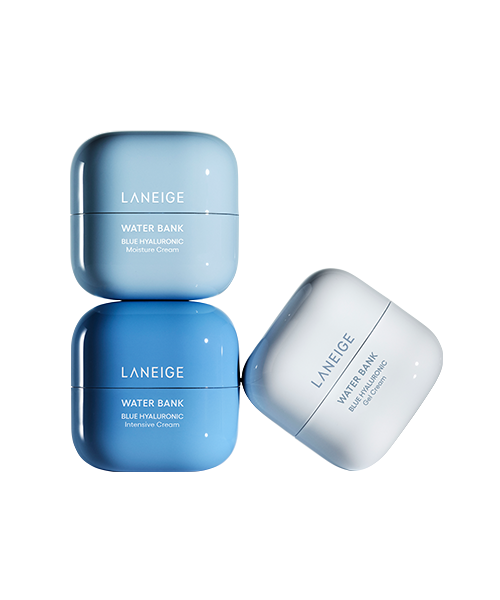 LANEIGE
WATER BANK
BLUE HYALURONIC
Moisture Cream
LANEIGE
WATER BANK
BLUE HYALURONIC
Intensive Cream
LANEIGE
WATER BANK
BLUE HYALURONIC
Gel Cream